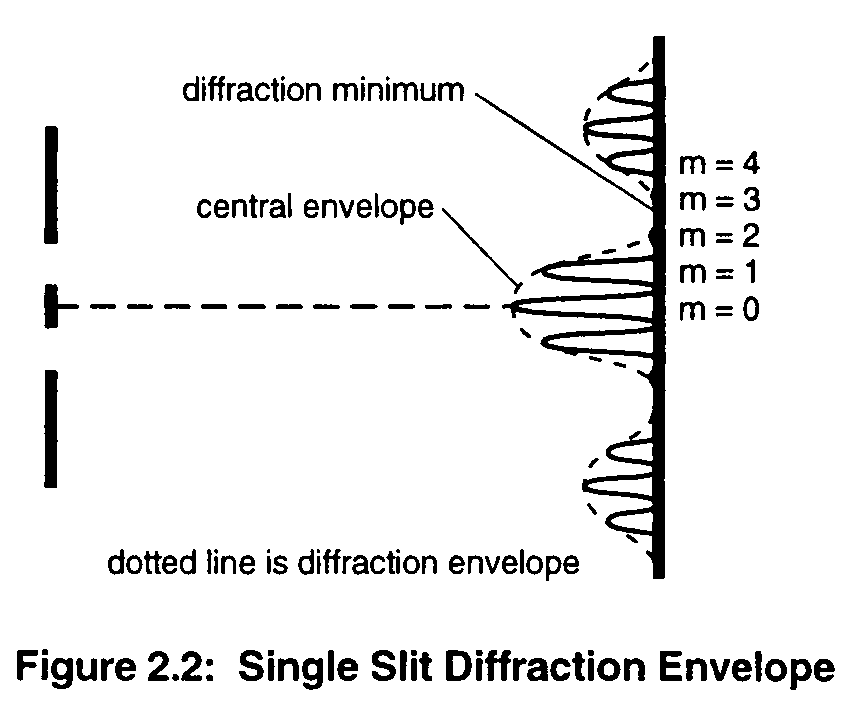 diffraction minimum
central envelope
m = 4
m = 3
m = 2
m = 1
m = 0
dotted line is diffraction envelope
Figure 2.2: Single Slit Diffraction Envelope